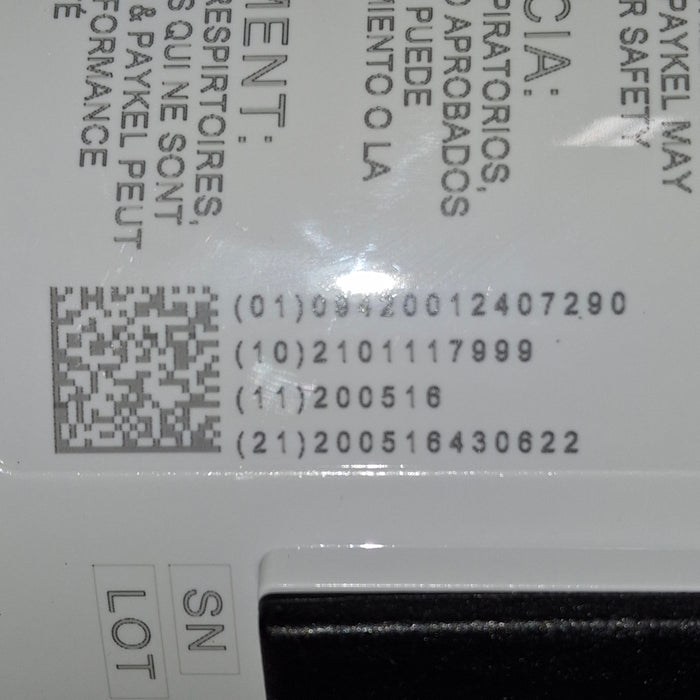 PAYKEL MAY
R SAFETY
CIA:
PIRATORIOS,
O APROBADOS
PUEDE
MIENTO O LA
MENT:
RESPIRTOIRES,
S QUI NE SONT
& PAYKEL PEUT
FORMANCE
TÉ
(01)09420012407290
(10)2101117999
(11)200516
(21)200516430622
SN
LOT